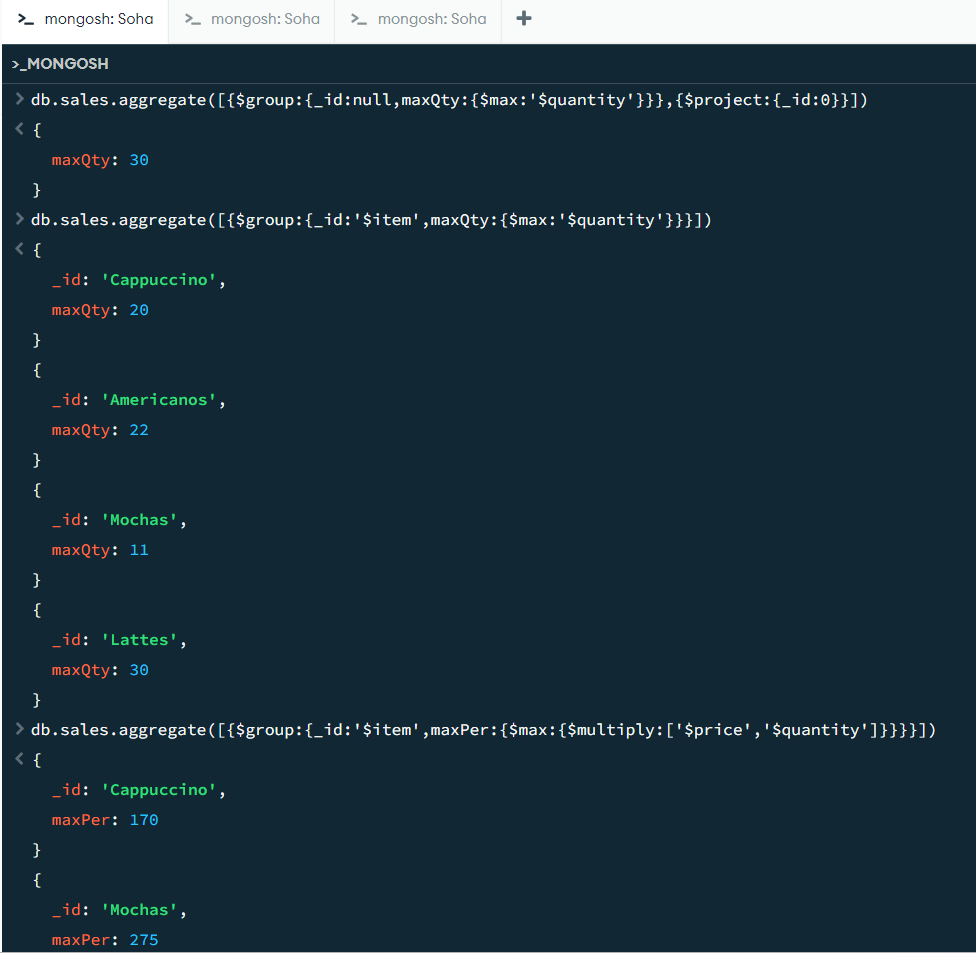 >_ mongosh: Soha >_ mongosh: Soha >_ mongosh: Soha +
>_MONGOSH
> db.sales.aggregate([{$group:{_id:null,maxQty:{$max:'$quantity'}}},{$project:{_id:0}}])
< {
maxQty: 30
}
> db.sales.aggregate([{$group:{_id:'$item',maxQty:{$max:'$quantity'}}}])
< {
_id: 'Cappuccino',
maxQty: 20
}
{
_id: 'Americanos',
maxQty: 22
}
{
_id: 'Mochas',
maxQty: 11
}
{
_id: 'Lattes',
maxQty: 30
}
> db.sales.aggregate([{$group:{_id:'$item',maxPer:{$max:{$multiply:['$price','$quantity']}}}}])
< {
_id: 'Cappuccino',
maxPer: 170
}
{
_id: 'Mochas',
maxPer: 275